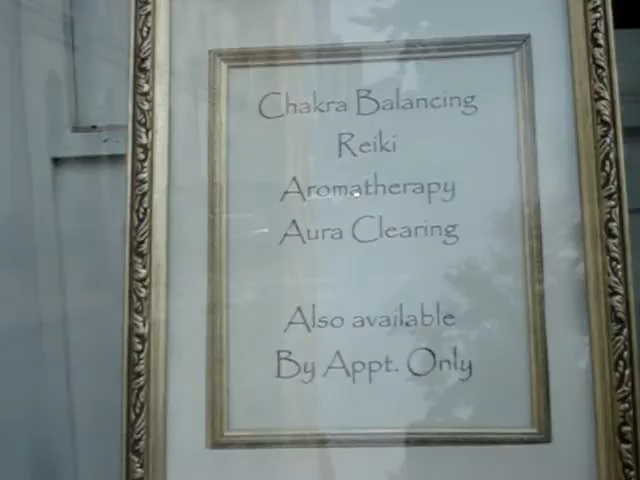 Chakra Balancing
Reiki
Aromatherapy
Aura Clearing
Also available
By Appt. Only